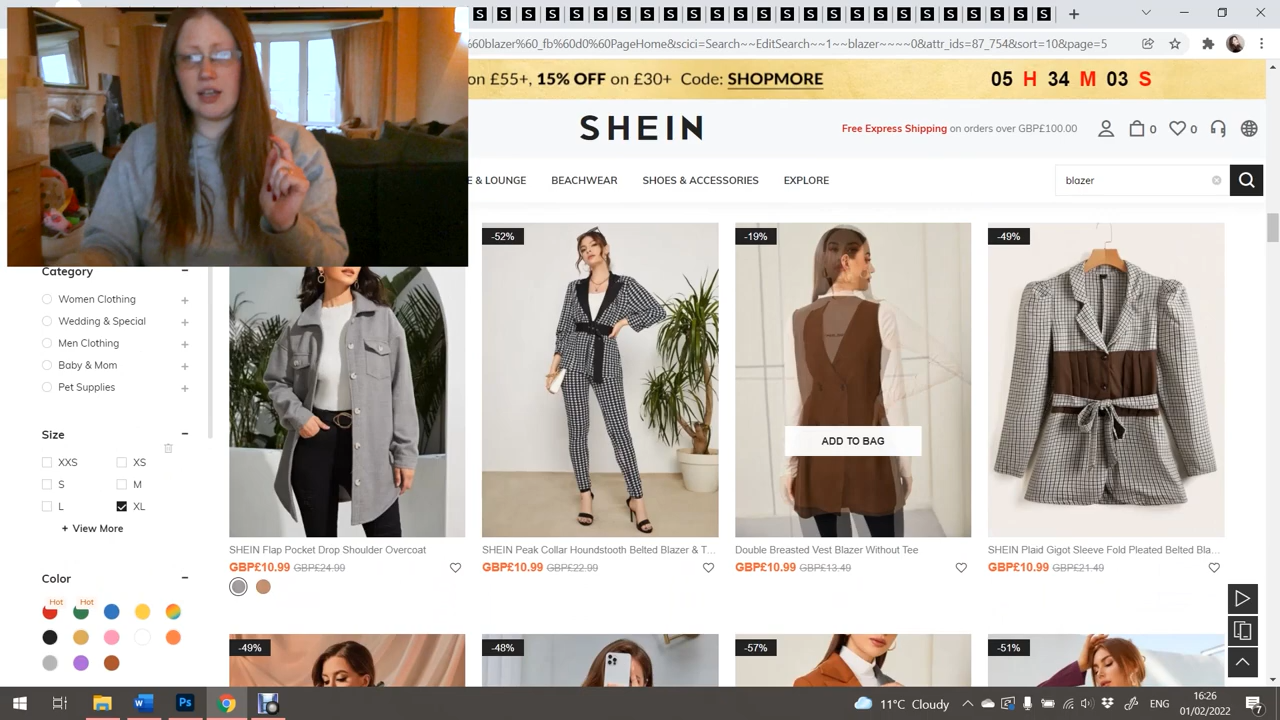 %60blazer%60_fb%60d0%60PageHome&scici=Search~~EditSearch~~1~~blazer~~~~0&attr_ids=87_754&sort=10&page=5
on £55+, 15% OFF on £30+ Code: SHOPMORE
05 H 34 M 03 S
SHEIN
Free Express Shipping on orders over GBP£100.00
0
0
E & LOUNGE
BEACHWEAR
SHOES & ACCESSORIES
EXPLORE
blazer
Category
Women Clothing
Wedding & Special
Men Clothing
Baby & Mom
Pet Supplies
Size
XXS
XS
S
M
L
XL
+ View More
Color
Hot
Hot
-52%
-19%
-49%
ADD TO BAG
SHEIN Flap Pocket Drop Shoulder Overcoat
GBP£10.99 GBP£24.99
SHEIN Peak Collar Houndstooth Belted Blazer & T...
GBP£10.99 GBP£22.99
Double Breasted Vest Blazer Without Tee
GBP£10.99 GBP£13.49
SHEIN Plaid Gigot Sleeve Fold Pleated Belted Bla...
GBP£10.99 GBP£21.49
-49%
-48%
-57%
-51%
11°C Cloudy
ENG
16:26
01/02/2022
7